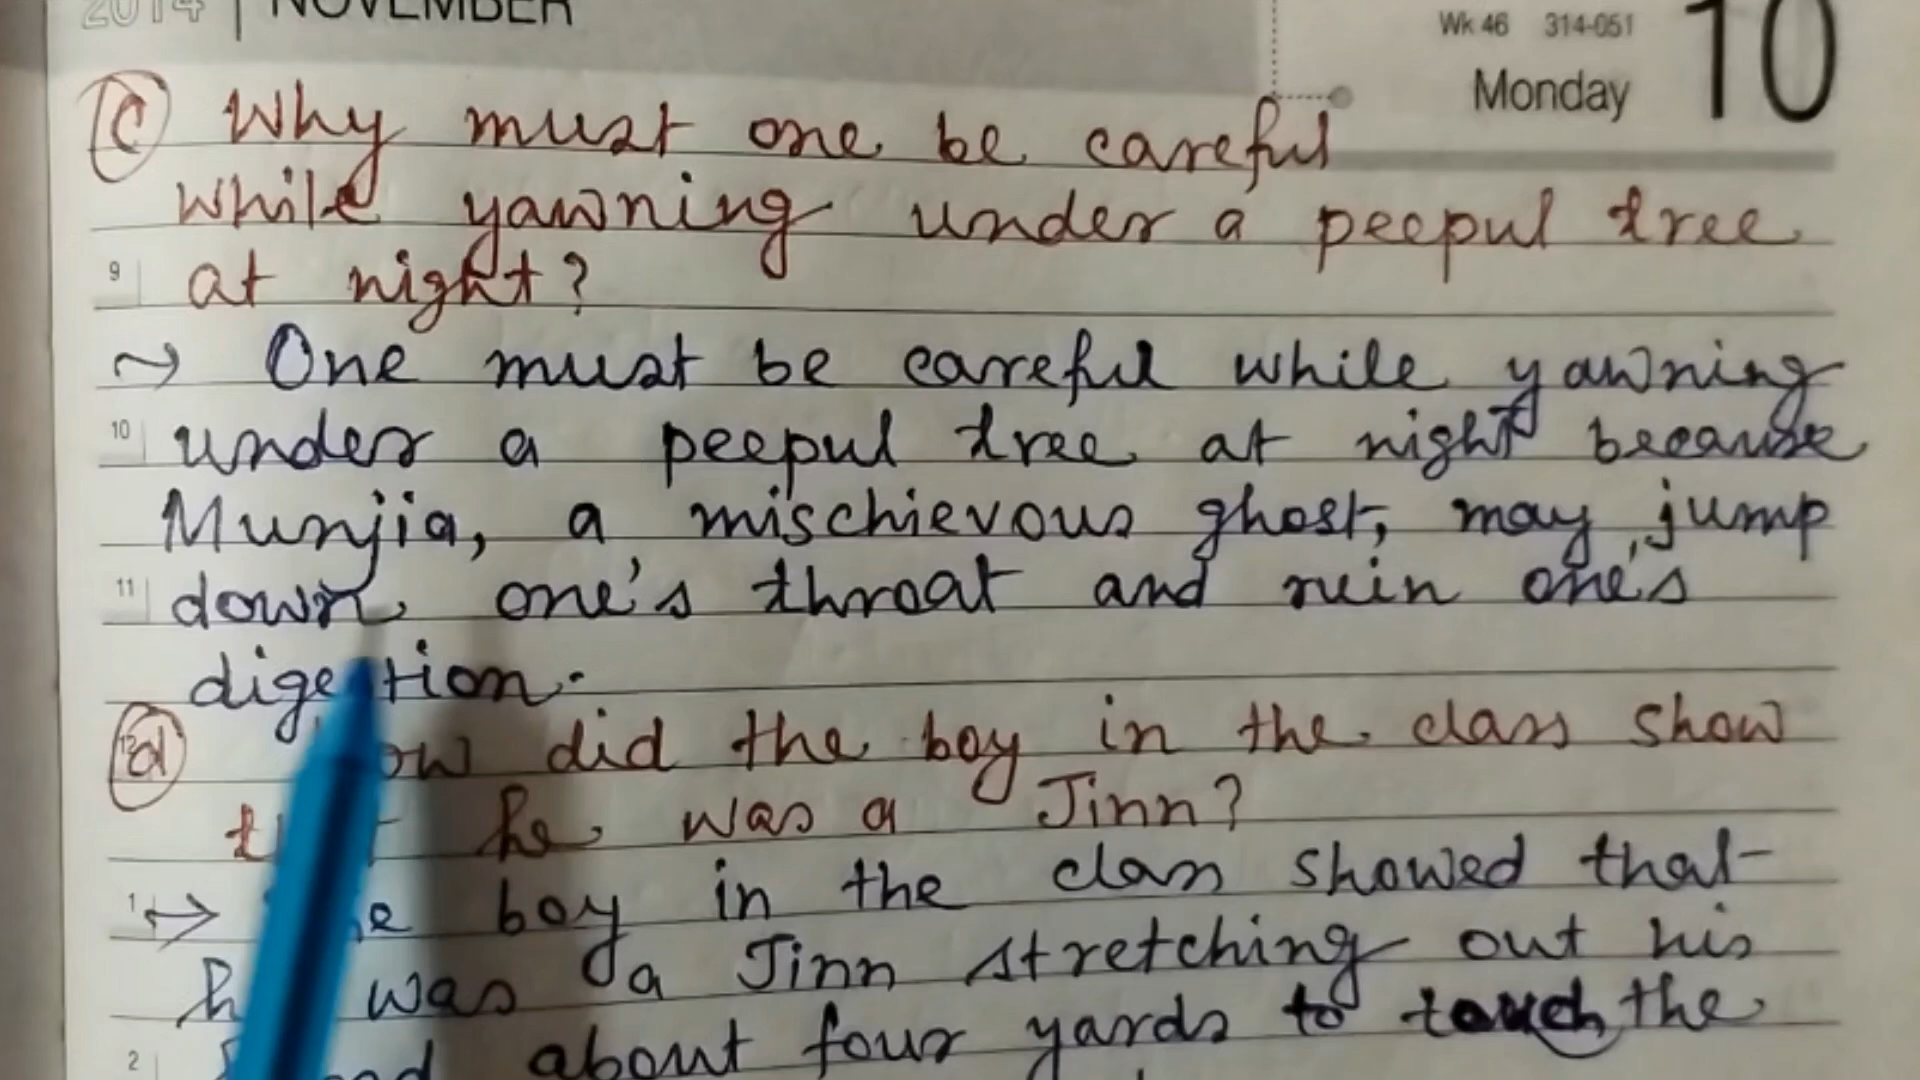 2014 | NOVEMBER
Wk 46 314-051
10
Monday
(C) Why must one be careful
while yawning under a peepul tree
9 at night?
→ One must be careful while yawning
10 under a peepul tree at night because
Munjia, a mischievous ghost, may jump
11 down one's throat and ruin one's
digestion.
12 (d) How did the boy in the class show
he was a Jinn?
1 → boy in the class showed that
was a Jinn stretching out his
2 about four yards to touch the